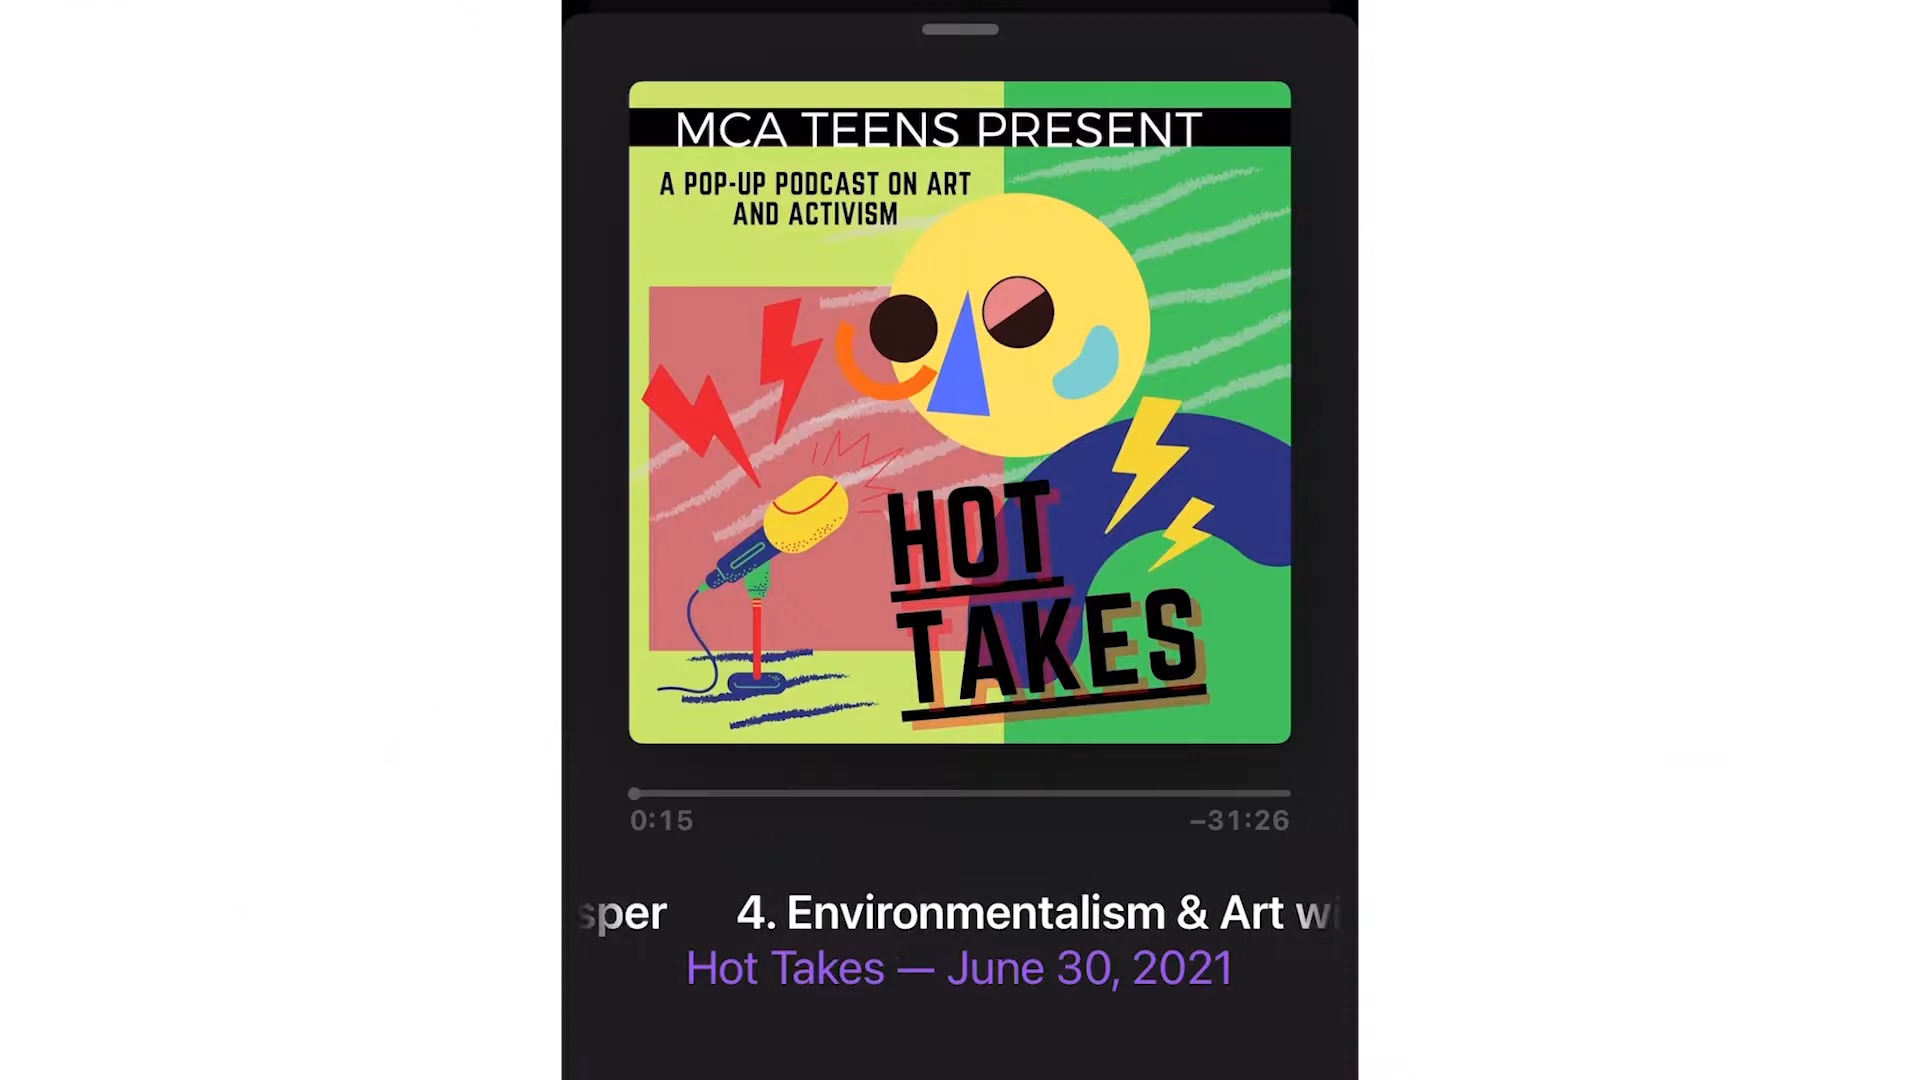 MCA TEENS PRESENT
A POP-UP PODCAST ON ART
AND ACTIVISM
HOT
TAKES
0:15
−31:26
sper 4. Environmentalism & Art wi
Hot Takes — June 30, 2021